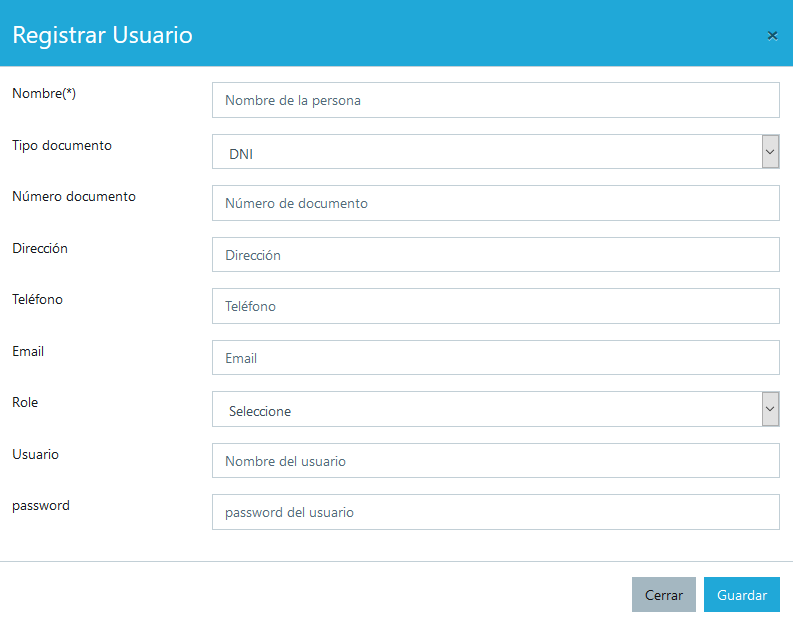 Registrar Usuario ×
Nombre(*) Nombre de la persona
Tipo documento DNI
Número documento Número de documento
Dirección Dirección
Teléfono Teléfono
Email Email
Role Seleccione
Usuario Nombre del usuario
password password del usuario
Cerrar Guardar